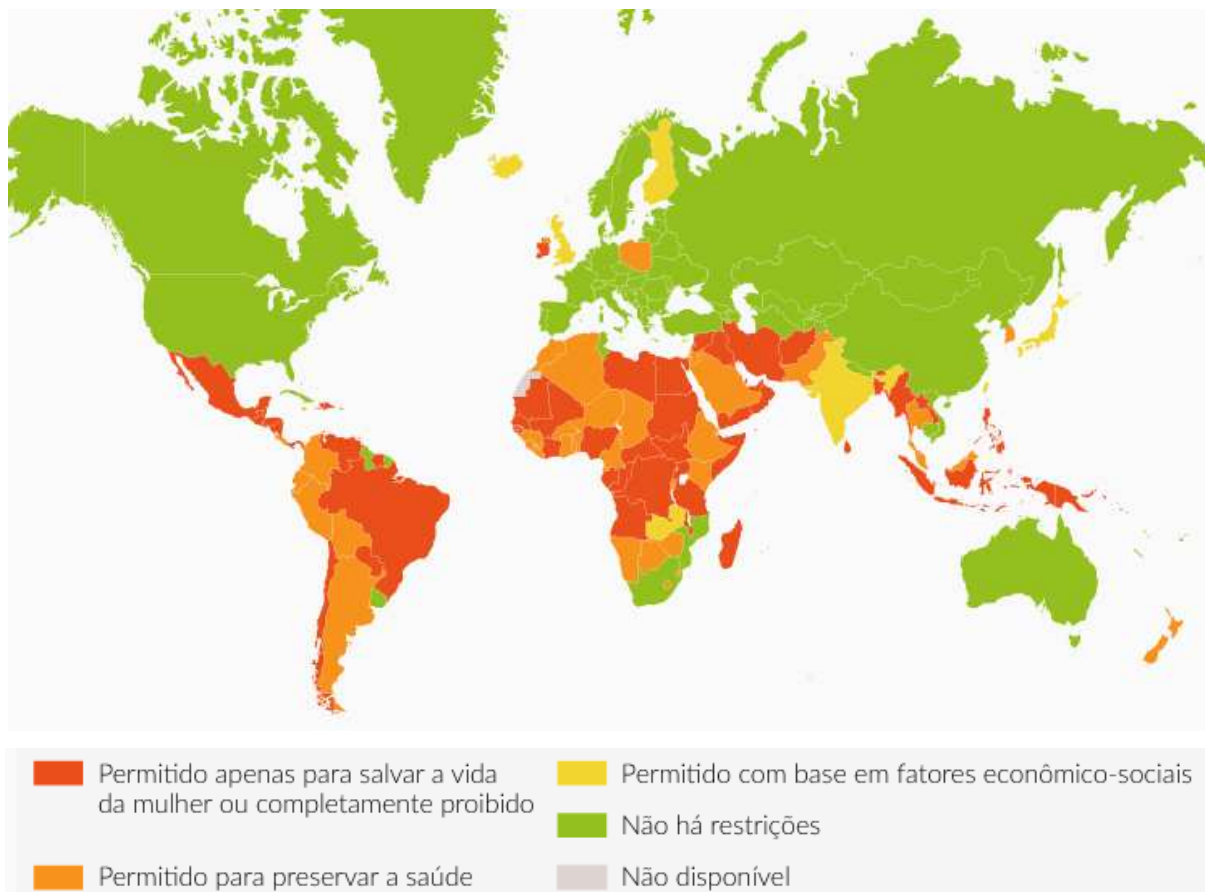 Permitido apenas para salvar a vida
da mulher ou completamente proibido
Permitido para preservar a saúde
Permitido com base em fatores econômico-sociais
Não há restrições
Não disponível